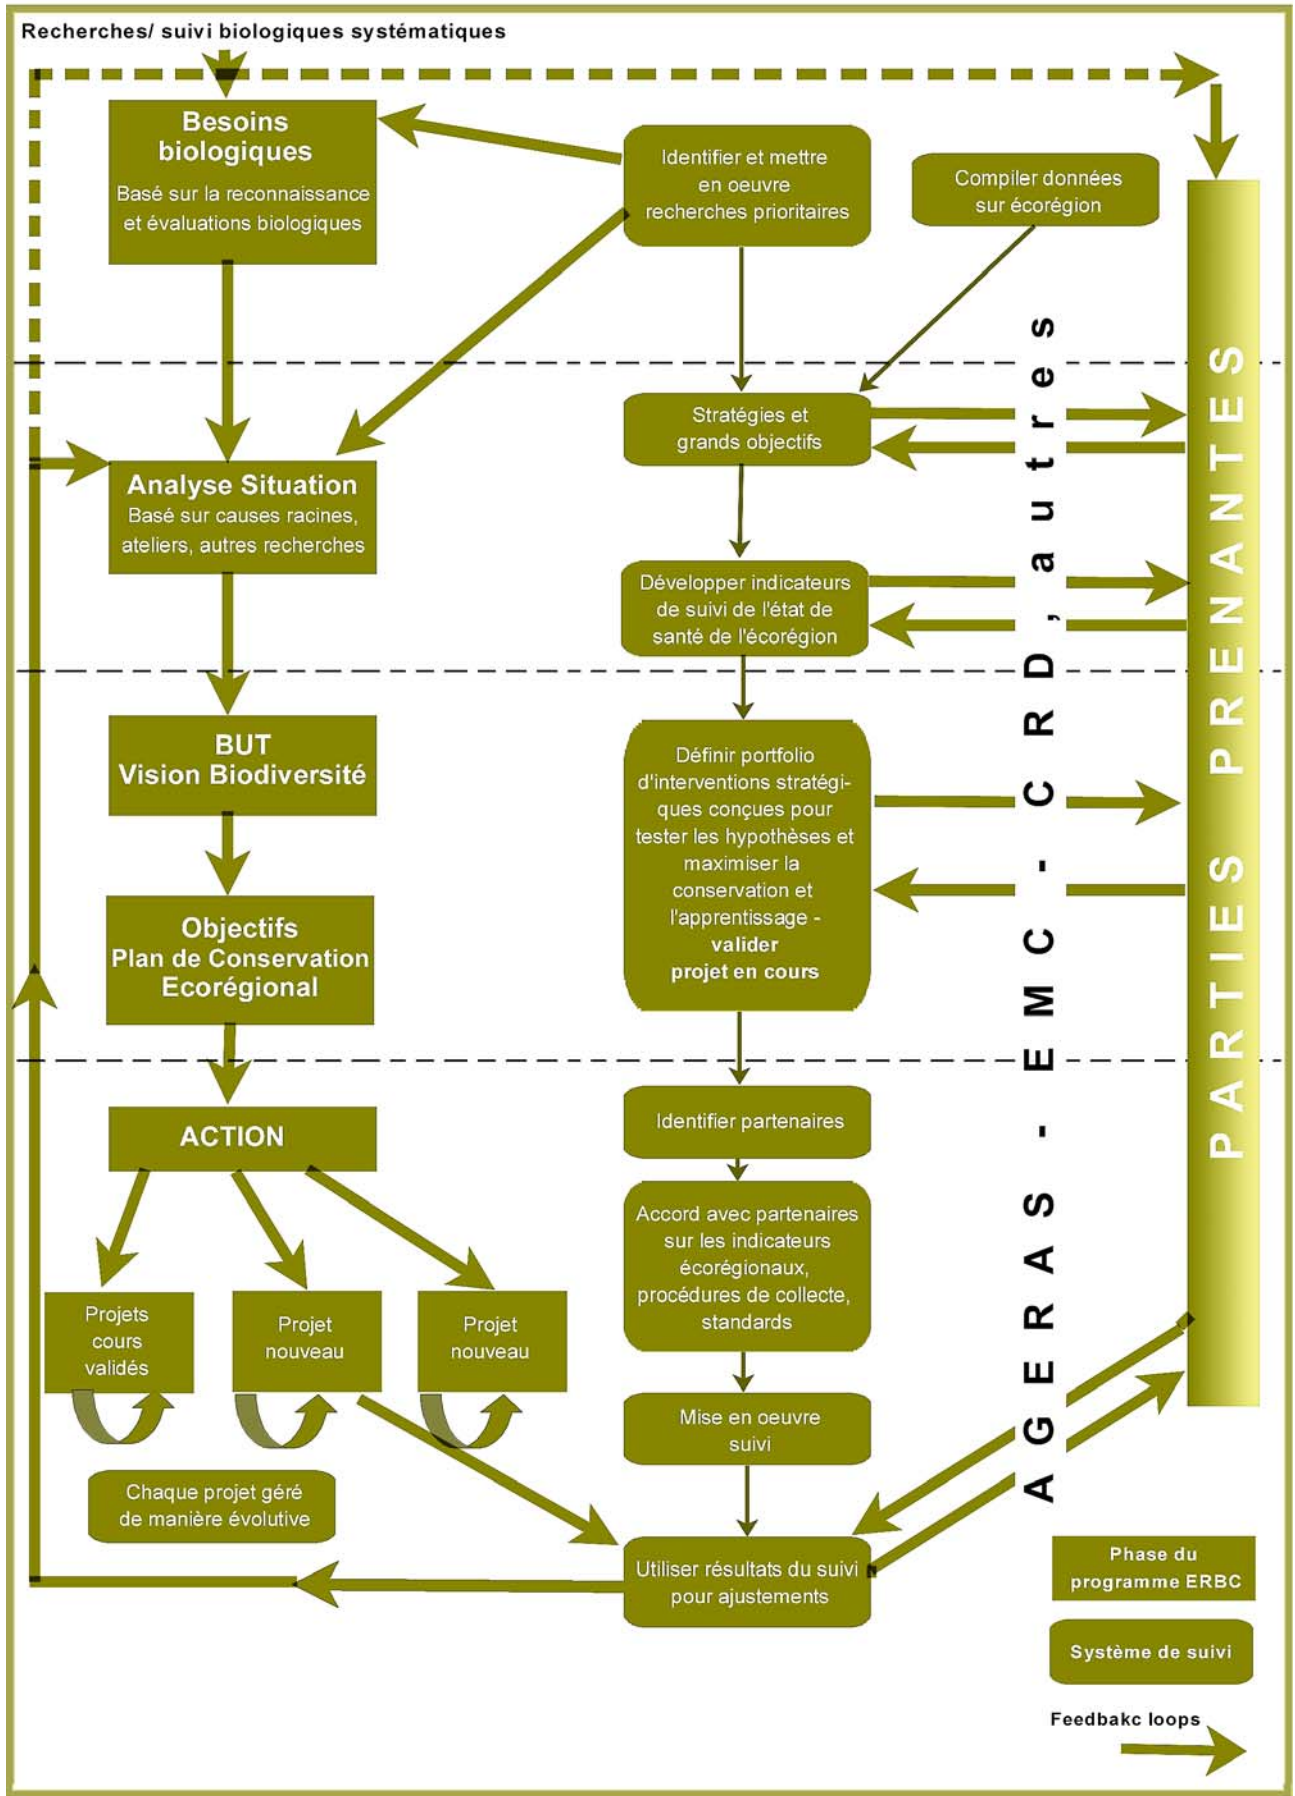 Recherches/ suivi biologiques systématiques
Besoins
biologiques
Basé sur la reconnaissance
et évaluations biologiques
Identifier et mettre
en oeuvre
recherches prioritaires
Compiler données
sur écorégion
Stratégies et
grands objectifs
Analyse Situation
Basé sur causes racines,
ateliers, autres recherches
Développer indicateurs
de suivi de l'état de
santé de l'écorégion
BUT
Vision Biodiversité
Définir portfolio
d'interventions stratégi-
ques conçues pour
tester les hypothèses et
maximiser la
conservation et
l'apprentissage -
valider
projet en cours
Objectifs
Plan de Conservation
Ecorégional
ACTION
Identifier partenaires
Accord avec partenaires
sur les indicateurs
écorégionaux,
procédures de collecte,
standards
Projets
cours
validés
Projet
nouveau
Projet
nouveau
Mise en oeuvre
suivi
Chaque projet géré
de manière évolutive
Utiliser résultats du suivi
pour ajustements
AGERAS - EMC - CRD, autres
PARTIES PRENANTES
Phase du
programme ERBC
Système de suivi
Feedbakc loops